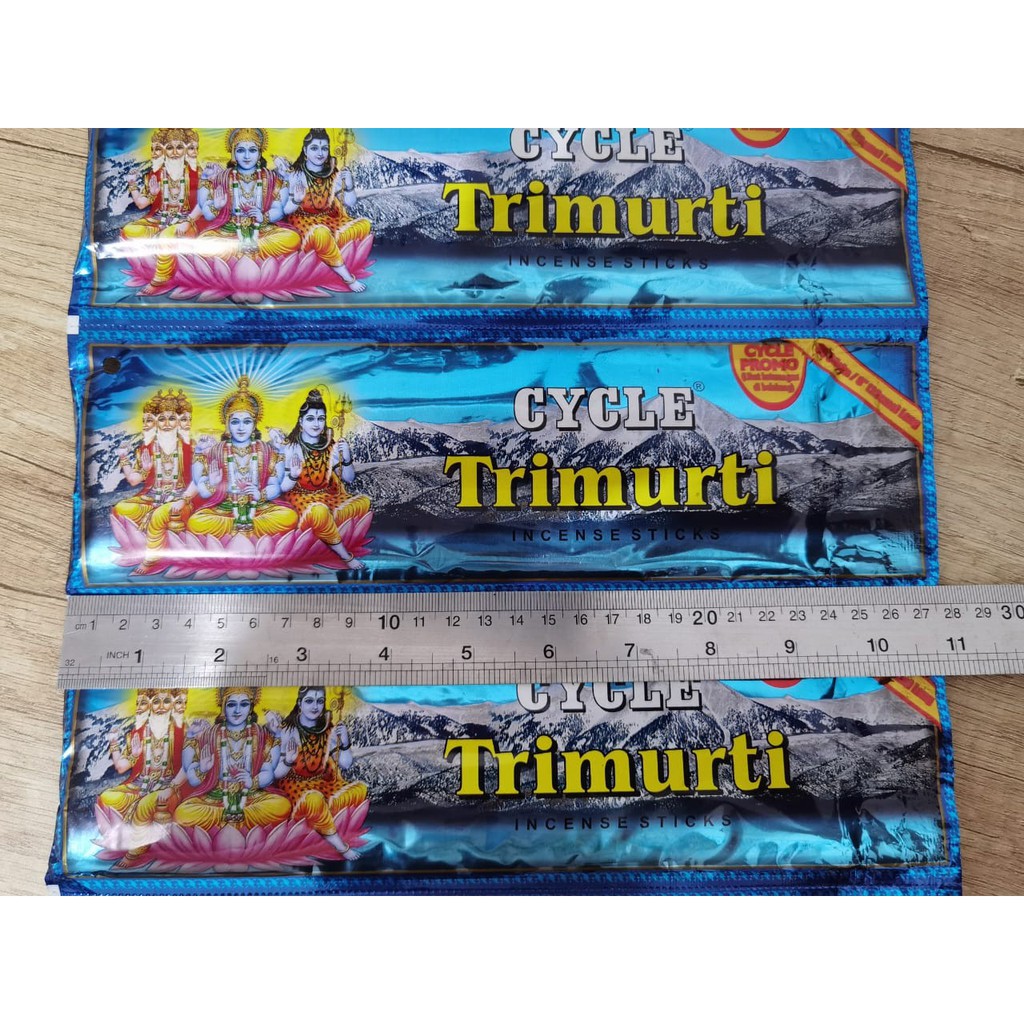 CYCLE
Trimurti
INCENSE STICKS
CYCLE
PROMO
CYCLE®
Trimurti
INCENSE STICKS
cm 1 2 3 4 5 6 7 8 9 10 11 12 13 14 15 16 17 18 19 20 21 22 23 24 25 26 27 28 29 30
32 INCH 1 2 16 3 4 5 6 7 8 9 10 11
CYCLE
Trimurti
INCENSE STICKS